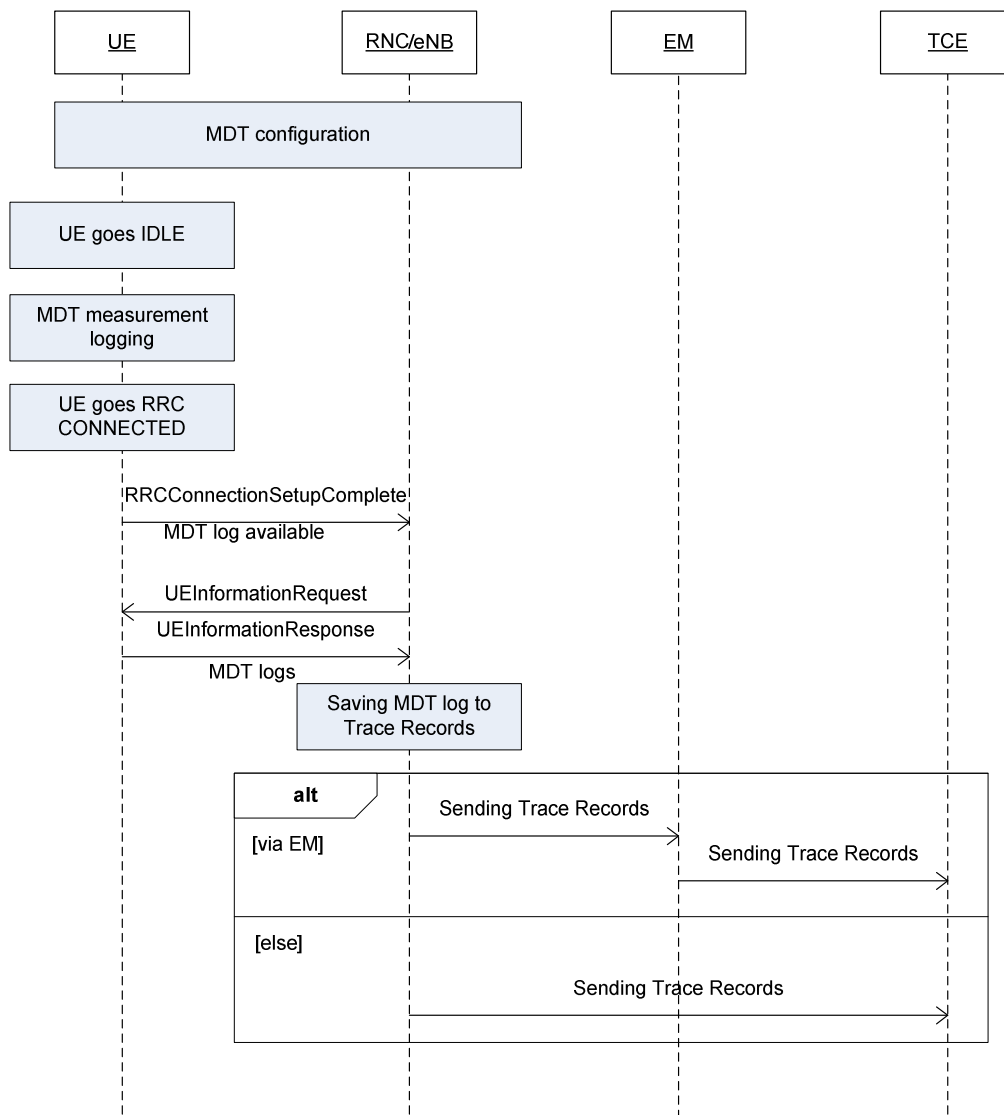 UE
RNC/eNB
EM
TCE
MDT configuration
UE goes IDLE
MDT measurement
logging
UE goes RRC
CONNECTED
RRCConnectionSetupComplete
MDT log available
UEInformationRequest
UEInformationResponse
MDT logs
Saving MDT log to
Trace Records
alt
Sending Trace Records
[via EM]
Sending Trace Records
[else]
Sending Trace Records